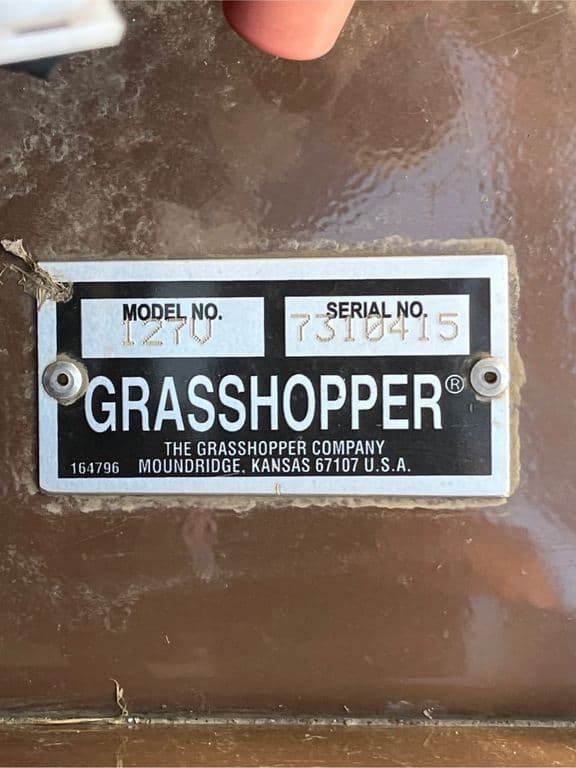 MODEL NO. SERIAL NO.
127V 7310415
GRASSHOPPER®
THE GRASSHOPPER COMPANY
164796 MOUNDRIDGE, KANSAS 67107 U.S.A.